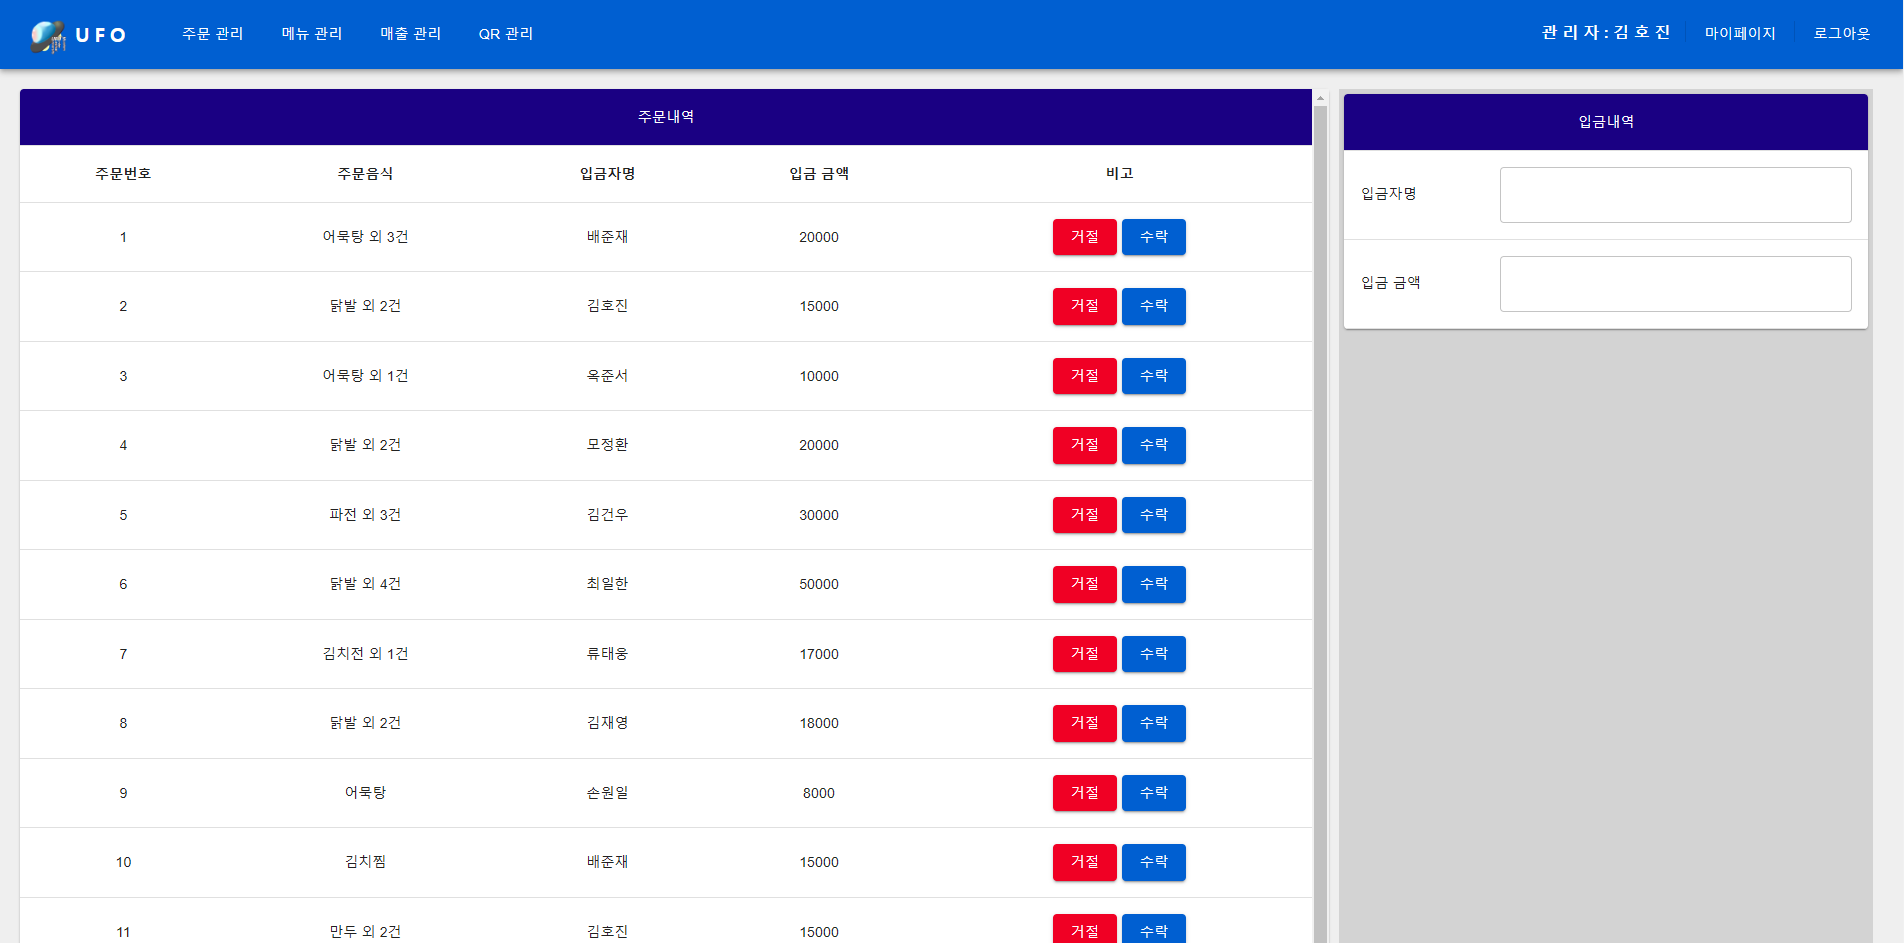 UFO 주문 관리 메뉴 관리 매출 관리 QR 관리 관 리 자 : 김 호 진 마이페이지 로그아웃
주문내역
주문번호 주문음식 입금자명 입금 금액 비고
1 어묵탕 외 3건 배준재 20000 거절 수락
2 닭발 외 2건 김호진 15000 거절 수락
3 어묵탕 외 1건 옥준서 10000 거절 수락
4 닭발 외 2건 모정환 20000 거절 수락
5 파전 외 3건 김건우 30000 거절 수락
6 닭발 외 4건 최일한 50000 거절 수락
7 김치전 외 1건 류태웅 17000 거절 수락
8 닭발 외 2건 김재영 18000 거절 수락
9 어묵탕 손원일 8000 거절 수락
10 김치찜 배준재 15000 거절 수락
11 만두 외 2건 김호진 15000 거절 수락
입금내역
입금자명
입금 금액